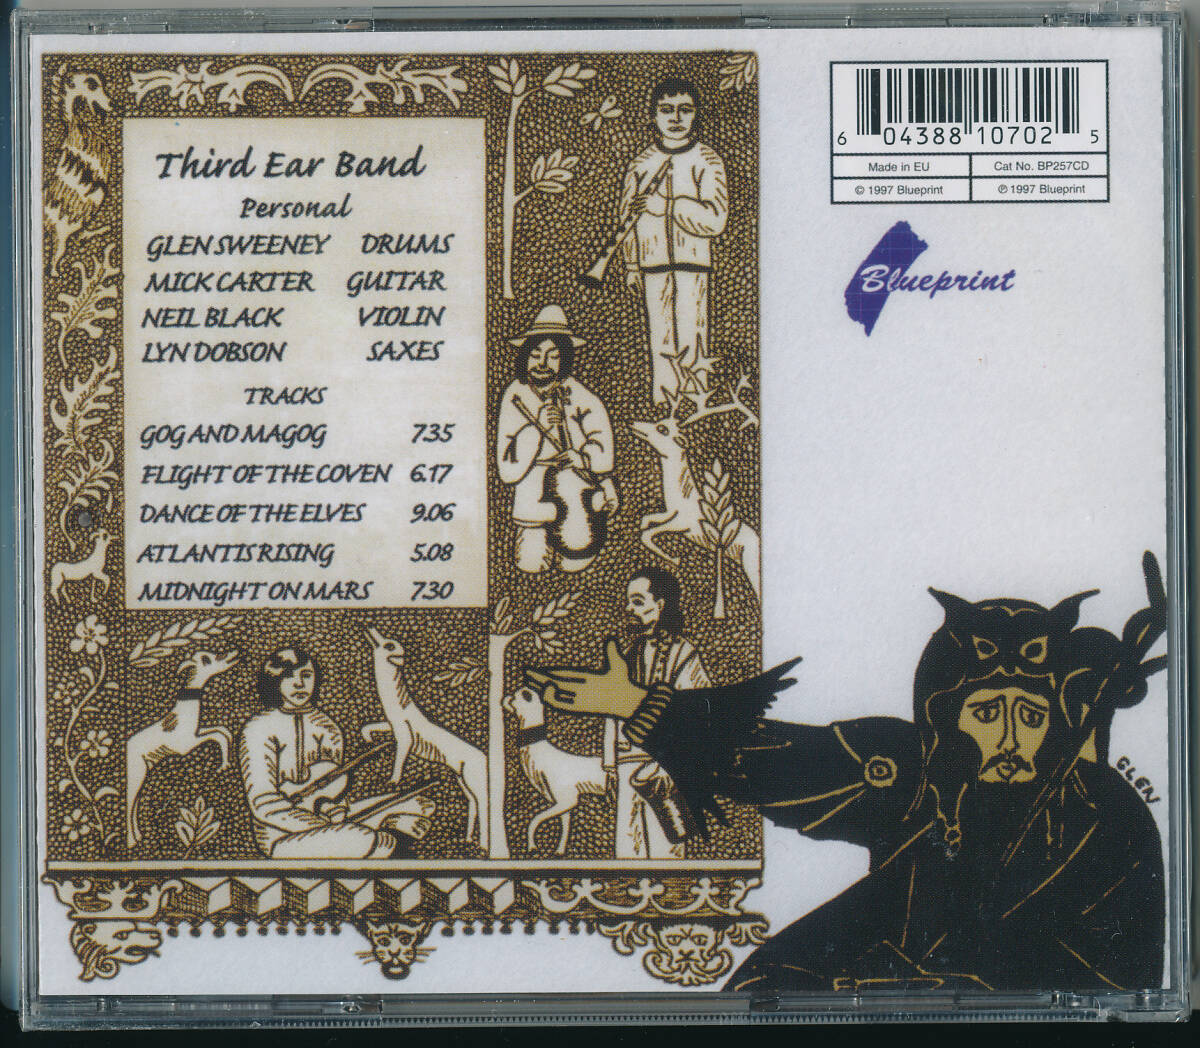 Third Ear Band
Personal
GLEN SWEENEY DRUMS
MICK CARTER GUITAR
NEIL BLACK VIOLIN
LYN DOBSON SAXES
TRACKS
GOG AND MAGOG 7.35
FLIGHT OF THE COVEN 6.17
DANCE OF THE ELVES 9.06
ATLANTIS RISING 5.08
MIDNIGHT ON MARS 7.30
6 04388 10702 5
Made in EU Cat No. BP257CD
© 1997 Blueprint ℗ 1997 Blueprint
Blueprint
GLEN